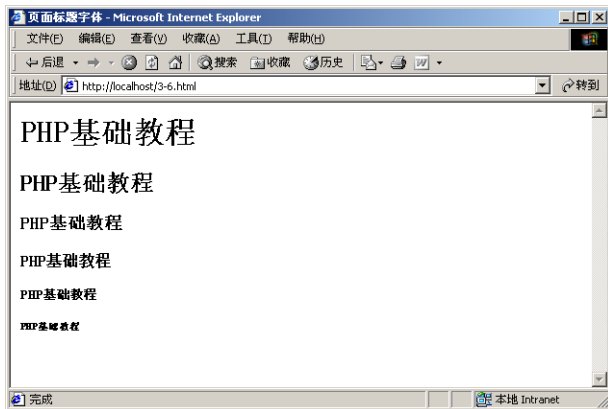 页面标题字体 - Microsoft Internet Explorer
文件(F) 编辑(E) 查看(V) 收藏(A) 工具(T) 帮助(H)
后退 搜索 收藏 历史
地址(D) http://localhost/3-6.html 转到
PHP基础教程
PHP基础教程
PHP基础教程
PHP基础教程
PHP基础教程
PHP基础教程
完成 本地 Intranet